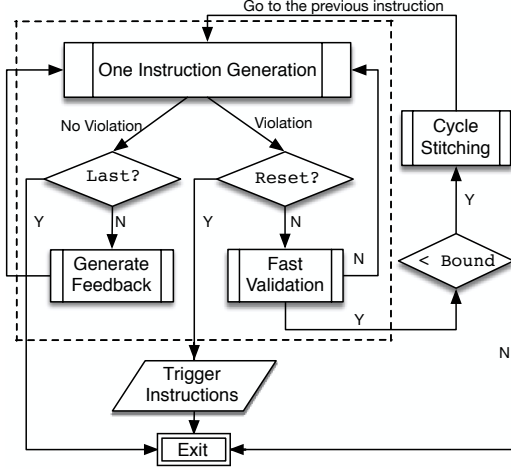 Go to the previous instruction
One Instruction Generation
No Violation
Violation
Cycle
Stitching
Last?
Reset?
Y
N
Y
N
Y
Generate
Feedback
Fast
Validation
N
< Bound
Y
N
Trigger
Instructions
Exit